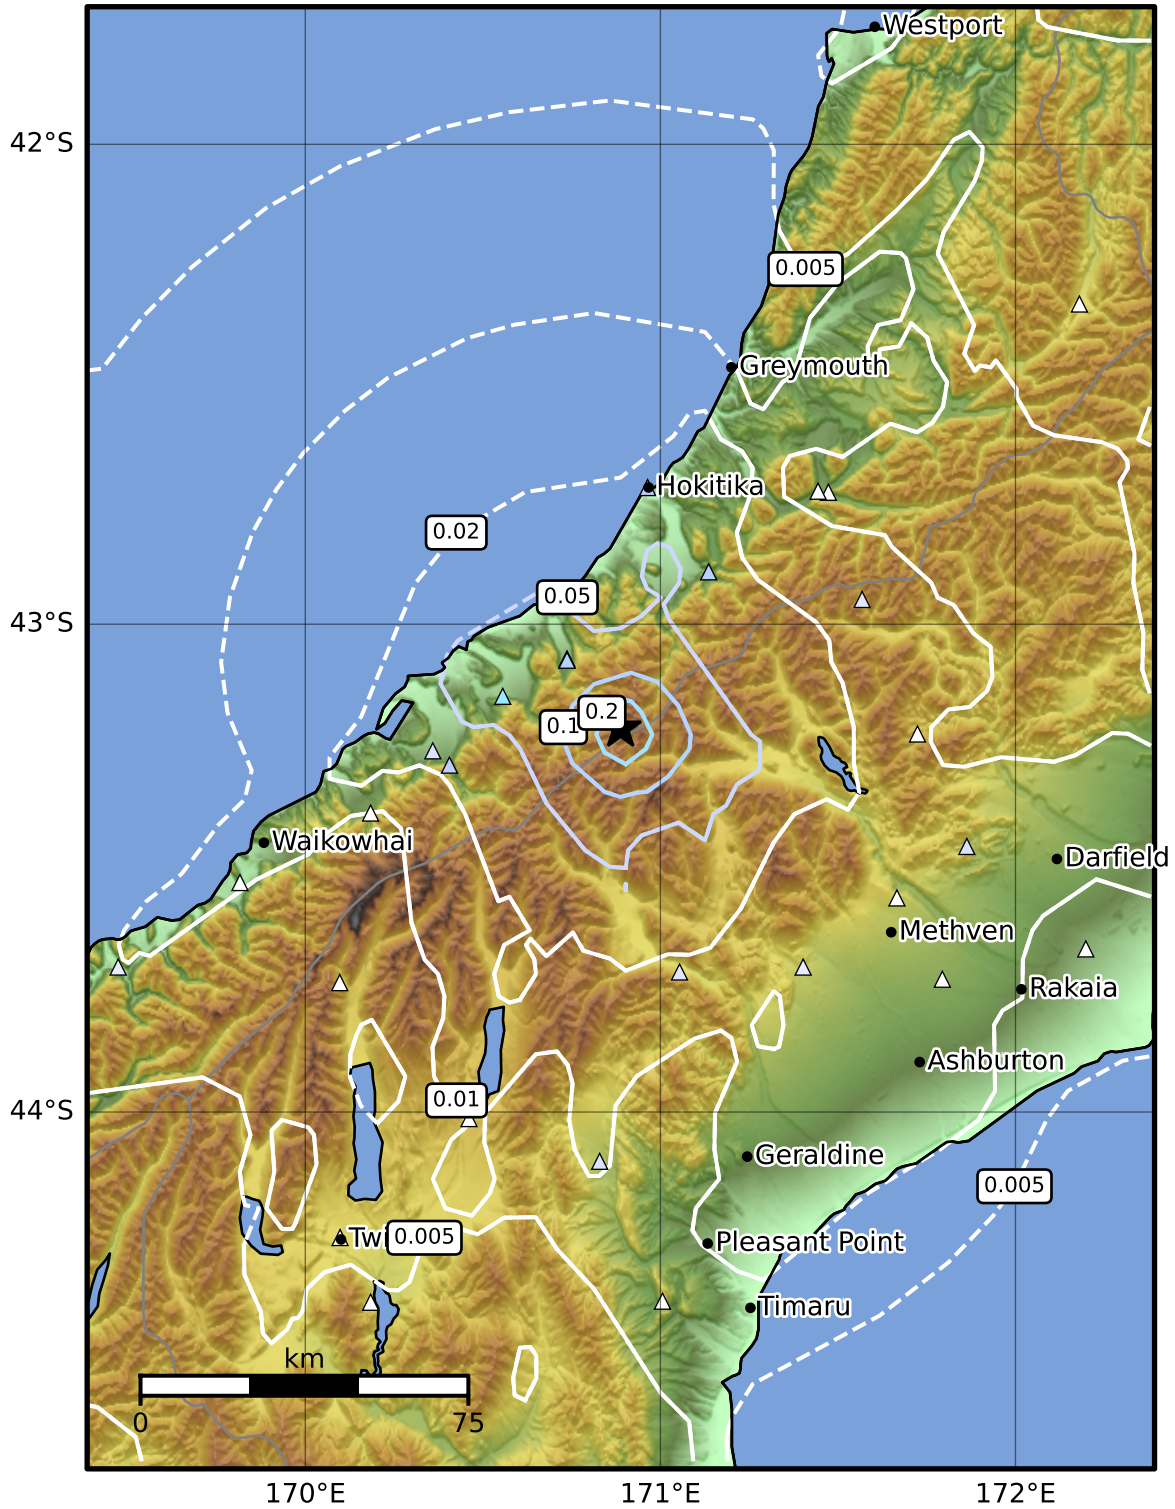 Westport
42°S
0.005
Greymouth
Hokitika
0.02
0.05
43°S
0.2
0.1
Waikowhai
Darfield
Methven
Rakaia
Ashburton
0.01
44°S
Geraldine
0.005
Twi
0.005
Pleasant Point
Timaru
km
0
75
170°E
171°E
172°E